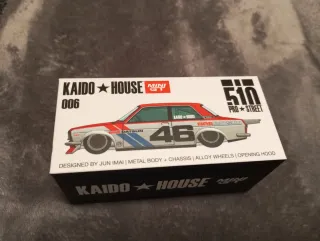 KAIDO★HOUSE MINI GT
006
510
PRO★STREET
46
DATSUN
DESIGNED BY JUN IMAI | METAL BODY + CHASSIS | ALLOY WHEELS | OPENING HOOD
KAIDO★HOUSE